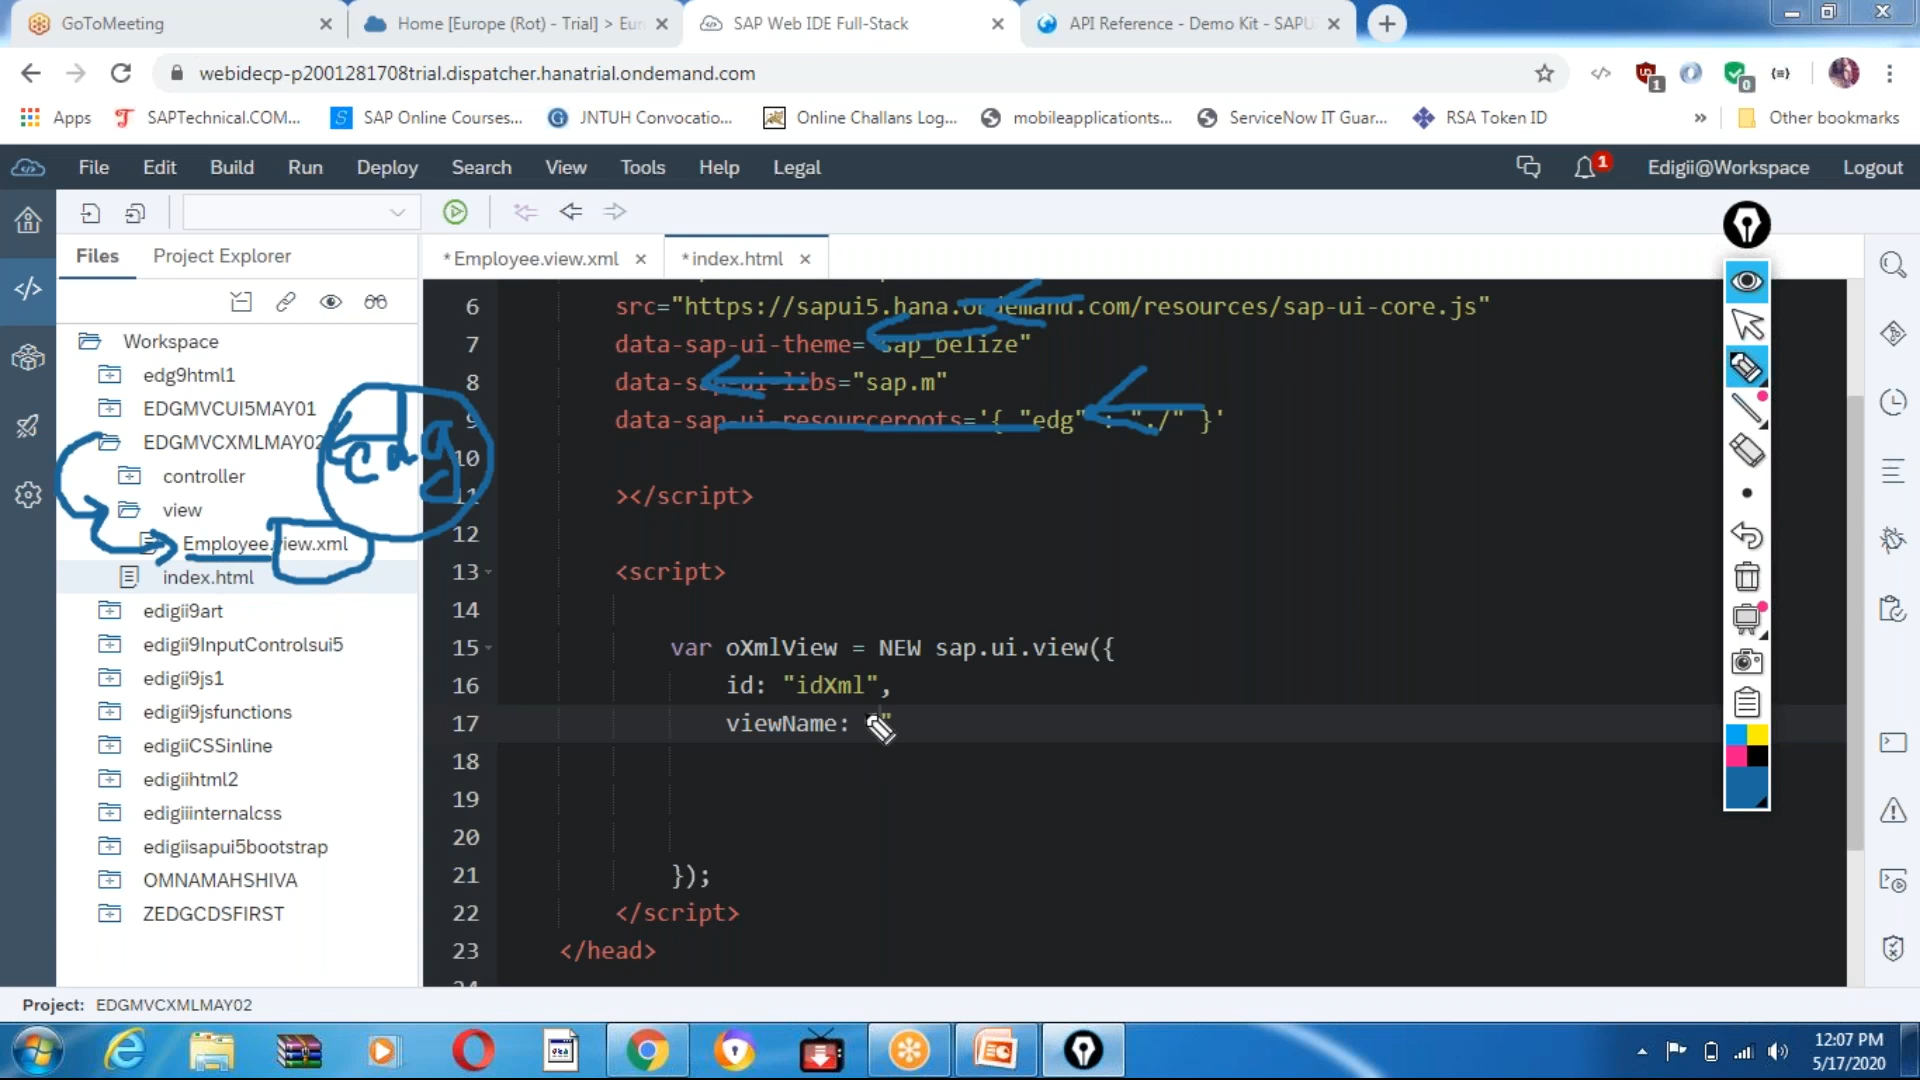 GoToMeeting
Home [Europe (Rot) - Trial] > Eur
SAP Web IDE Full-Stack
API Reference - Demo Kit - SAPU
webidecp-p2001281708trial.dispatcher.hanatrial.ondemand.com
Apps
SAPTechnical.COM...
SAP Online Courses...
JNTUH Convocatio...
Online Challans Log...
mobileapplicationts...
ServiceNow IT Guar...
RSA Token ID
»
Other bookmarks
File Edit Build Run Deploy Search View Tools Help Legal
1
Edigii@Workspace
Logout
Files
Project Explorer
*Employee.view.xml
*index.html
Workspace
edg9html1
EDGMVCUI5MAY01
EDGMVCXMLMAY02
controller
view
Employee.view.xml
index.html
edigii9art
edigii9InputControlsui5
edigii9js1
edigii9jsfunctions
edigiiCSSinline
edigiihtml2
edigiiinternalcss
edigiisapui5bootstrap
OMNAMAHSHIVA
ZEDGCDSFIRST
edg
6 src="https://sapui5.hana.ondemand.com/resources/sap-ui-core.js"
7 data-sap-ui-theme="sap_belize"
8 data-sap-ui-libs="sap.m"
9 data-sap-ui-resourceroots='{ "edg" : "./" }'
10
11 ></script>
12
13 <script>
14
15 var oXmlView = NEW sap.ui.view({
16 id: "idXml",
17 viewName: ""
18
19
20
21 });
22 </script>
23 </head>
24
Project: EDGMVCXMLMAY02
12:07 PM
5/17/2020